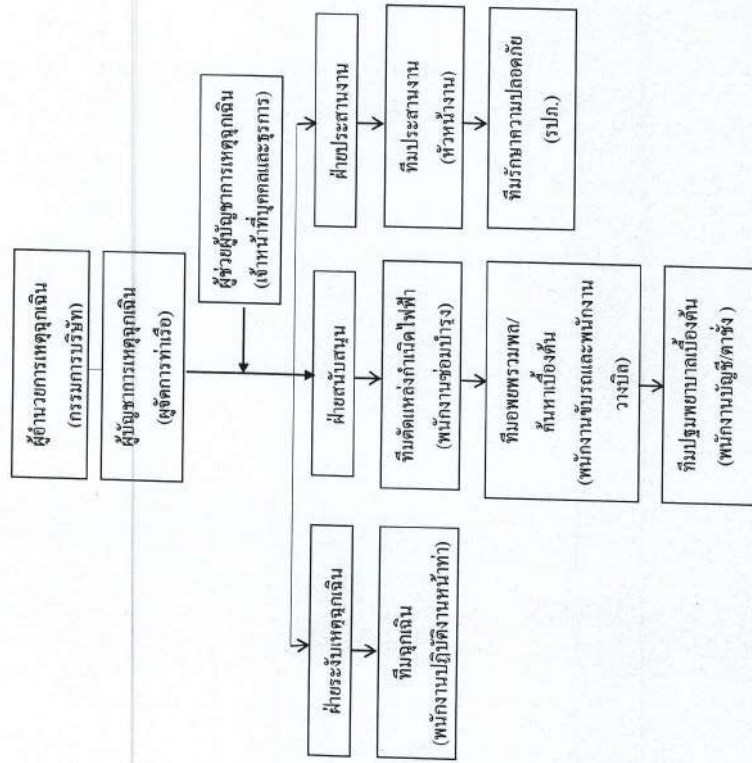 ผู้อำนวยการเหตุฉุกเฉิน
(กรรมการบริษัท)
ผู้บัญชาการเหตุฉุกเฉิน
(ผู้จัดการท่าเรือ)
ผู้ช่วยผู้บัญชาการเหตุฉุกเฉิน
(เจ้าหน้าที่บุคคลและธุรการ)
ฝ่ายระงับเหตุฉุกเฉิน
ทีมฉุกเฉิน
(พนักงานปฏิบัติงานหน้าท่า)
ฝ่ายสนับสนุน
ทีมตัดแหล่งกำเนิดไฟฟ้า
(พนักงานซ่อมบำรุง)
ทีมอพยพรวมพล/
ค้นหาเบื้องต้น
(พนักงานขับรถและพนักงาน
วางบิล)
ทีมปฐมพยาบาลเบื้องต้น
(พนักงานบัญชี/ตาชั่ง)
ฝ่ายประสานงาน
ทีมประสานงาน
(หัวหน้างาน)
ทีมรักษาความปลอดภัย
(รปภ.)